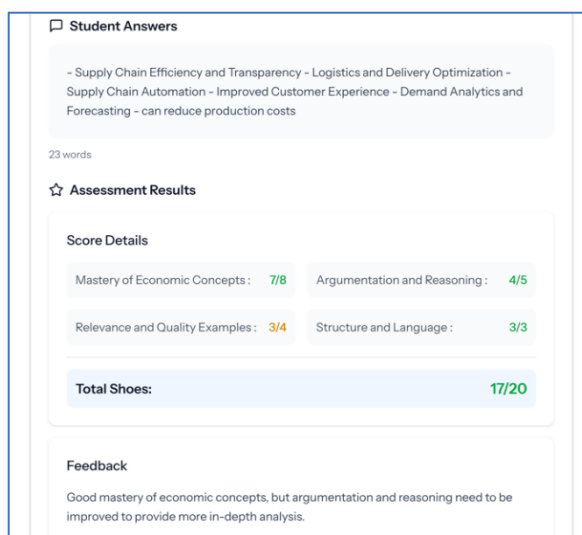 Student Answers
- Supply Chain Efficiency and Transparency - Logistics and Delivery Optimization -
Supply Chain Automation - Improved Customer Experience - Demand Analytics and
Forecasting - can reduce production costs
23 words
Assessment Results
Score Details
Mastery of Economic Concepts : 7/8
Argumentation and Reasoning : 4/5
Relevance and Quality Examples : 3/4
Structure and Language : 3/3
Total Shoes: 17/20
Feedback
Good mastery of economic concepts, but argumentation and reasoning need to be
improved to provide more in-depth analysis.